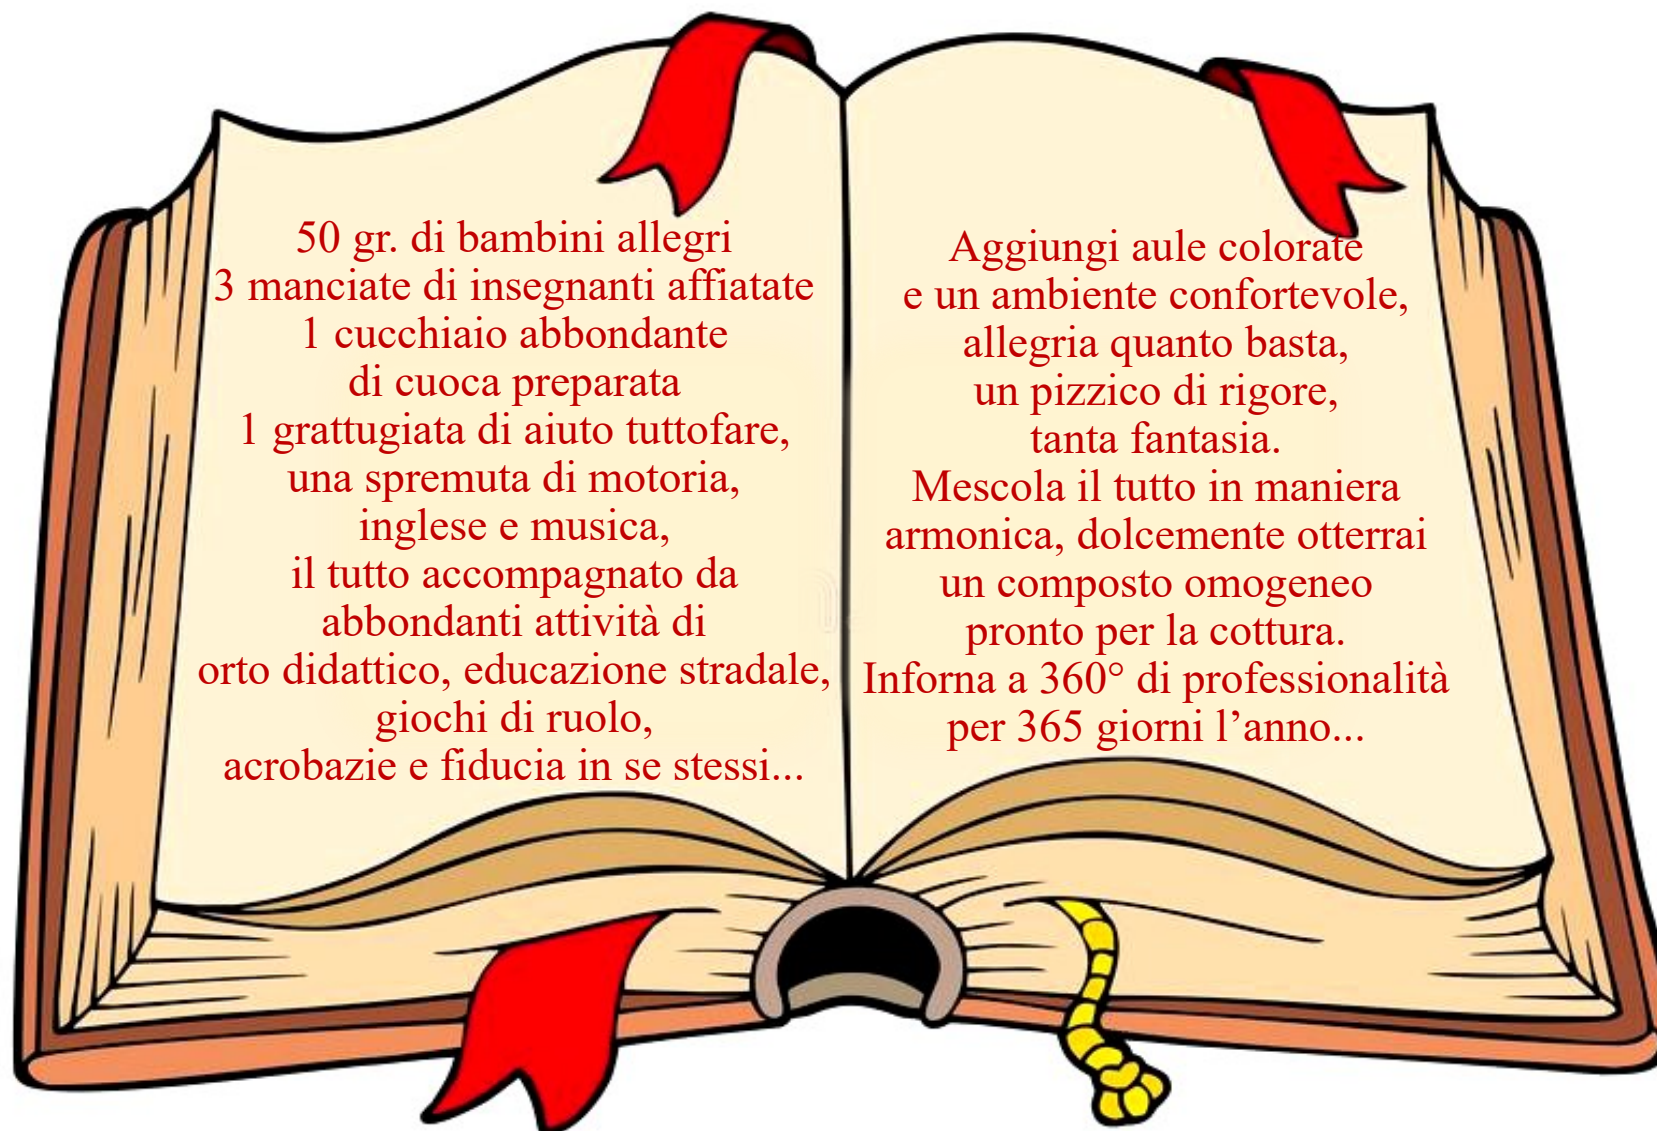 50 gr. di bambini allegri
3 manciate di insegnanti affiatate
1 cucchiaio abbondante
di cuoca preparata
1 grattugiata di aiuto tuttofare,
una spremuta di motoria,
inglese e musica,
il tutto accompagnato da
abbondanti attività di
orto didattico, educazione stradale,
giochi di ruolo,
acrobazie e fiducia in se stessi...
Aggiungi aule colorate
e un ambiente confortevole,
allegria quanto basta,
un pizzico di rigore,
tanta fantasia.
Mescola il tutto in maniera
armonica, dolcemente otterrai
un composto omogeneo
pronto per la cottura.
Inforna a 360° di professionalità
per 365 giorni l’anno...